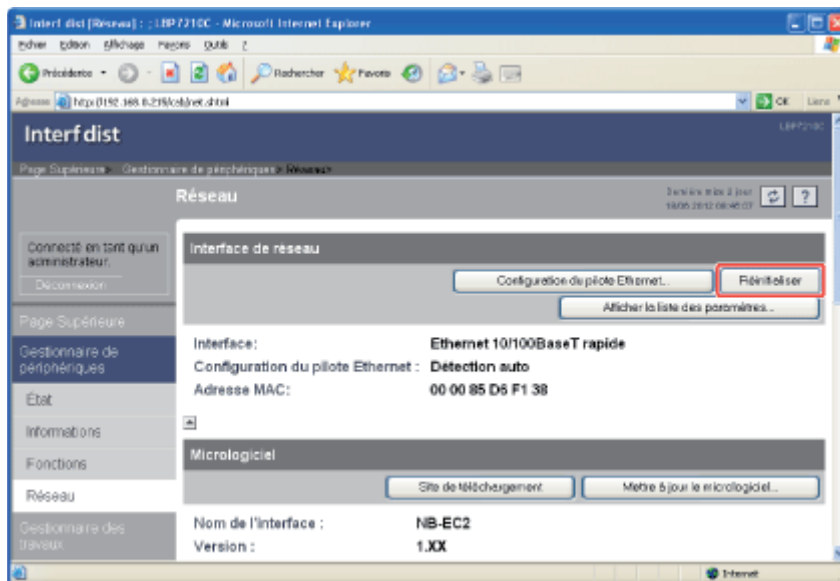 Interf dist [Réseau] : ; LBP7210C - Microsoft Internet Explorer
Fichier Edition Affichage Favoris Outils ?
Précédente Rechercher Favoris
Adresse OK Liens
Interf dist
LBP7210C
Page Supérieure> Gestionnaire de périphériques> Réseau>
Réseau
Dernière mise à jour
Connecté en tant qu'un administrateur.
Déconnexion
Page Supérieure
Gestionnaire de périphériques
État
Informations
Fonctions
Réseau
Gestionnaire des travaux
Interface de réseau
Configuration du pilote Ethernet... Réinitialiser
Afficher la liste des paramètres...
Interface: Ethernet 10/100BaseT rapide
Configuration du pilote Ethernet : Détection auto
Adresse MAC: 00 00 85 D6 F1 38
Micrologiciel
Site de téléchargement Mettre à jour le micrologiciel...
Nom de l'interface : NB-EC2
Version : 1.XX
Internet